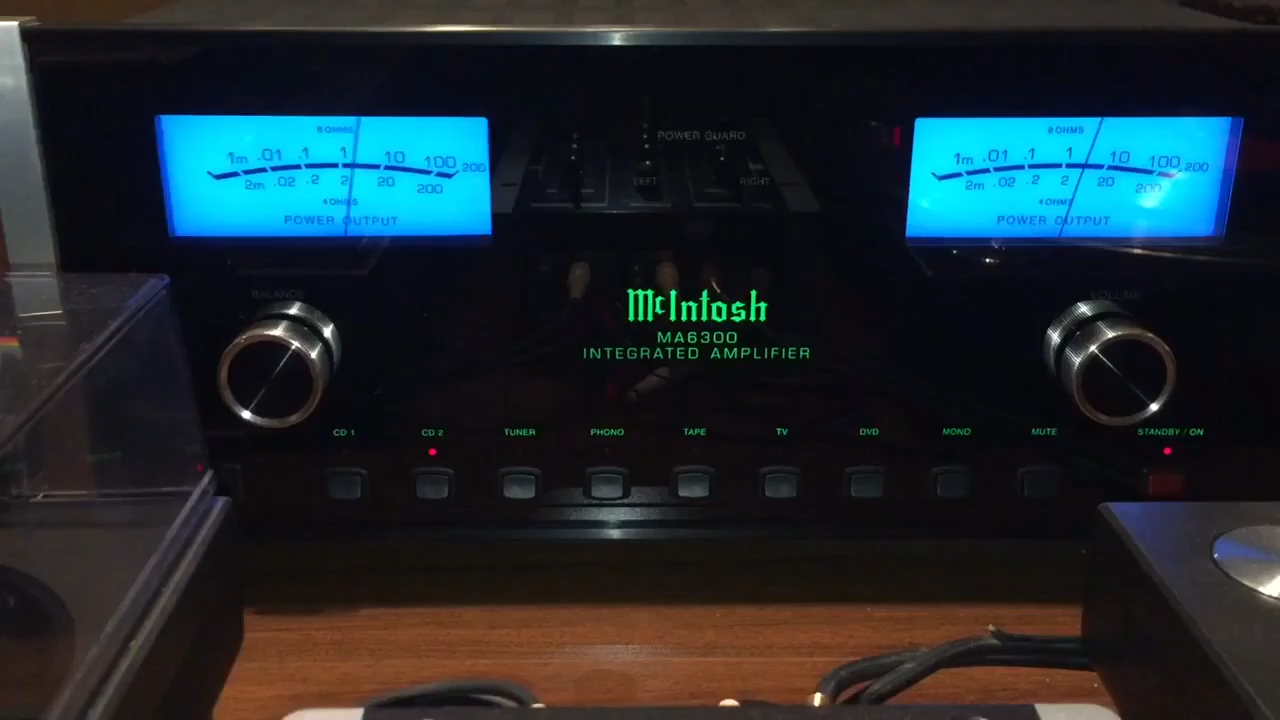 8 OHMS
1m .01 .1 1 10 100 200
2m .02 .2 2 20 200
4 OHMS
POWER OUTPUT
POWER GUARD
LEFT RIGHT
8 OHMS
1m .01 .1 1 10 100 200
2m .02 .2 2 20 200
4 OHMS
POWER OUTPUT
BALANCE
VOLUME
McIntosh
MA6300
INTEGRATED AMPLIFIER
CD 1 CD 2 TUNER PHONO TAPE TV DVD MONO MUTE STANDBY / ON